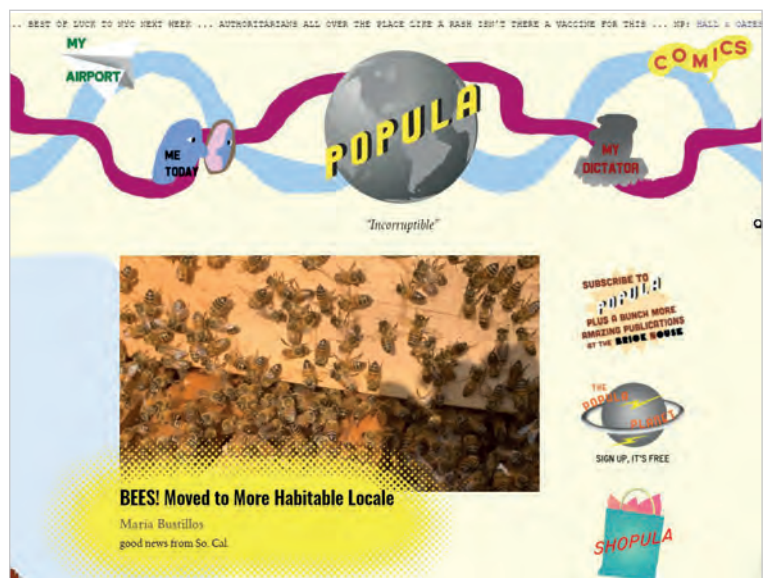 .. BEST OF LUCK TO NYC NEXT WEEK ... AUTHORITARIANS ALL OVER THE PLACE LIKE A RASH ISN'T THERE A VACCINE FOR THIS ... NP: HALL & OATES
MY
AIRPORT
COMICS
POPULA
ME
TODAY
MY
DICTATOR
"Incorruptible"
SUBSCRIBE TO
POPULA
PLUS A BUNCH MORE
AMAZING PUBLICATIONS
AT THE BRICK HOUSE
THE
POPULA
PLANET
SIGN UP, IT'S FREE
BEES! Moved to More Habitable Locale
Maria Bustillos
good news from So. Cal.
SHOPULA